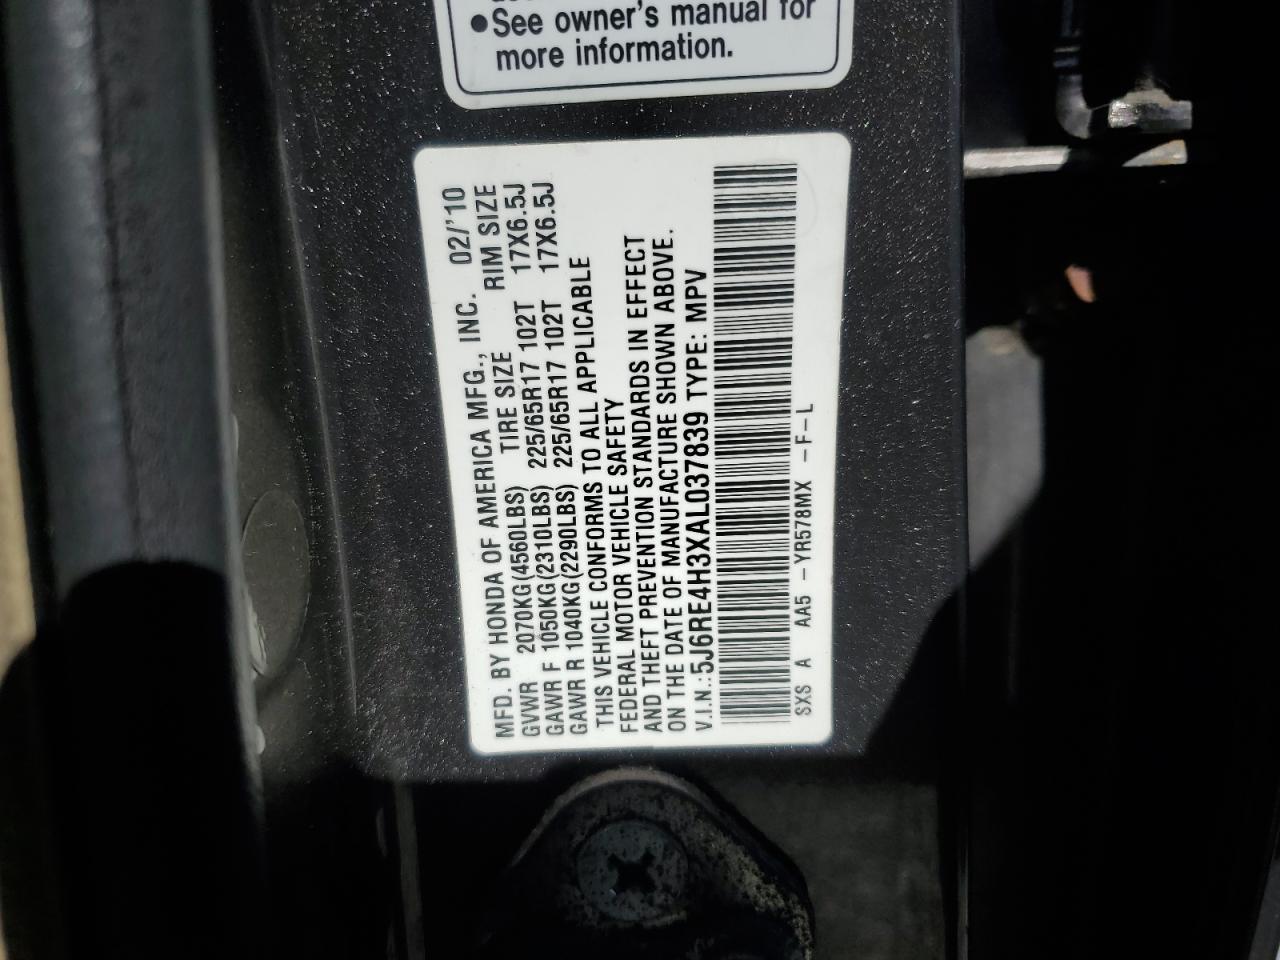 ●See owner's manual for
more information.
MFD. BY HONDA OF AMERICA MFG., INC. 02/'10
GVWR 2070KG(4560LBS) TIRE SIZE RIM SIZE
GAWR F 1050KG(2310LBS) 225/65R17 102T 17X6.5J
GAWR R 1040KG(2290LBS) 225/65R17 102T 17X6.5J
THIS VEHICLE CONFORMS TO ALL APPLICABLE
FEDERAL MOTOR VEHICLE SAFETY
AND THEFT PREVENTION STANDARDS IN EFFECT
ON THE DATE OF MANUFACTURE SHOWN ABOVE.
V.I.N.:5J6RE4H3XAL037839 TYPE: MPV
SXS A AA5 -YR578MX -F-L